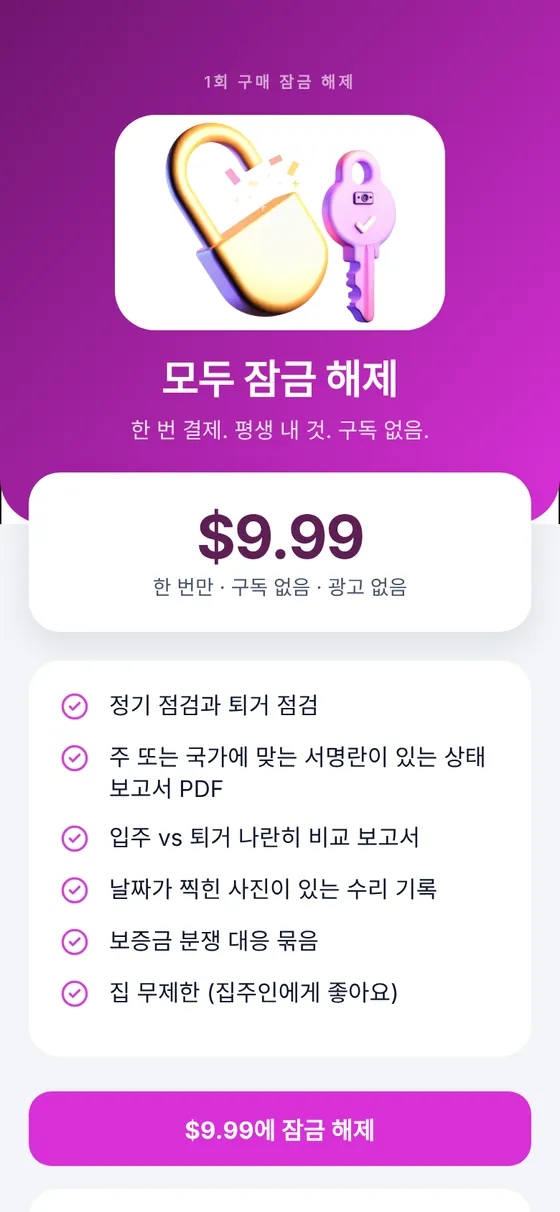 1회 구매 잠금 해제
모두 잠금 해제
한 번 결제. 평생 내 것. 구독 없음.
$9.99
한 번만 · 구독 없음 · 광고 없음
정기 점검과 퇴거 점검
주 또는 국가에 맞는 서명란이 있는 상태
보고서 PDF
입주 vs 퇴거 나란히 비교 보고서
날짜가 찍힌 사진이 있는 수리 기록
보증금 분쟁 대응 묶음
집 무제한 (집주인에게 좋아요)
$9.99에 잠금 해제